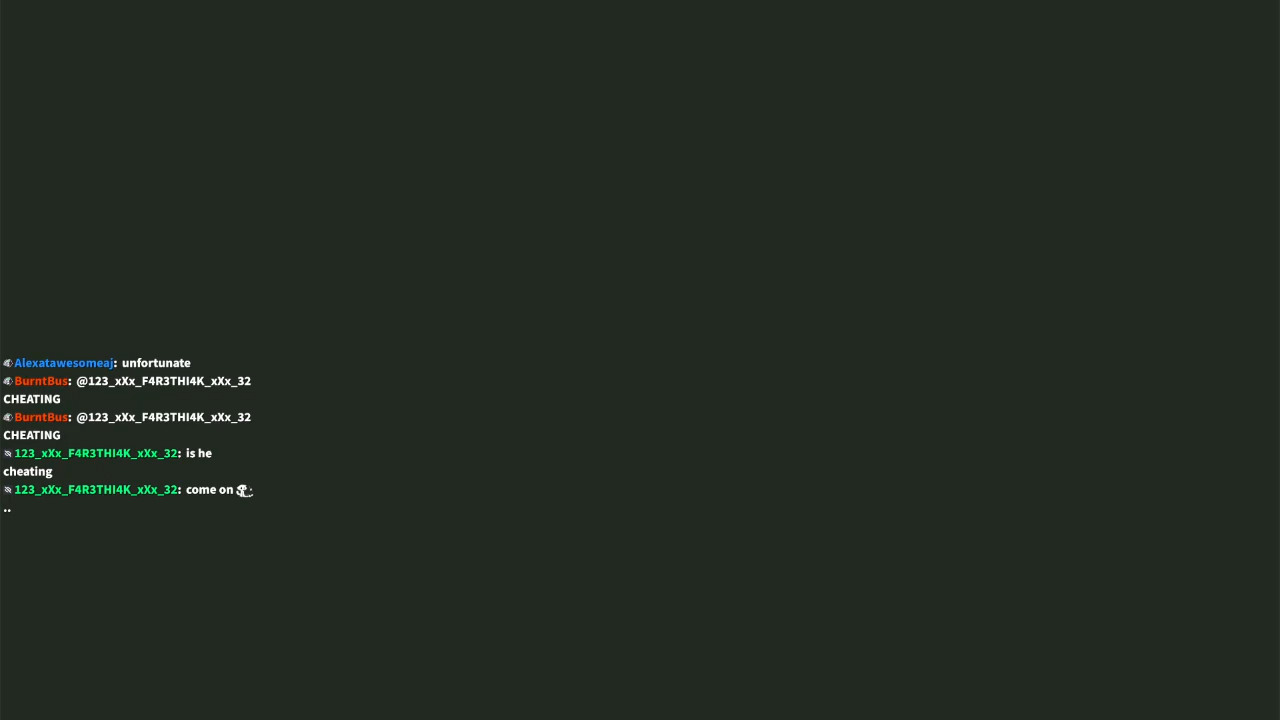 Alexatawesomeaj: unfortunate
BurntBus: @123_xXx_F4R3THI4K_xXx_32
CHEATING
BurntBus: @123_xXx_F4R3THI4K_xXx_32
CHEATING
123_xXx_F4R3THI4K_xXx_32: is he
cheating
123_xXx_F4R3THI4K_xXx_32: come on
..